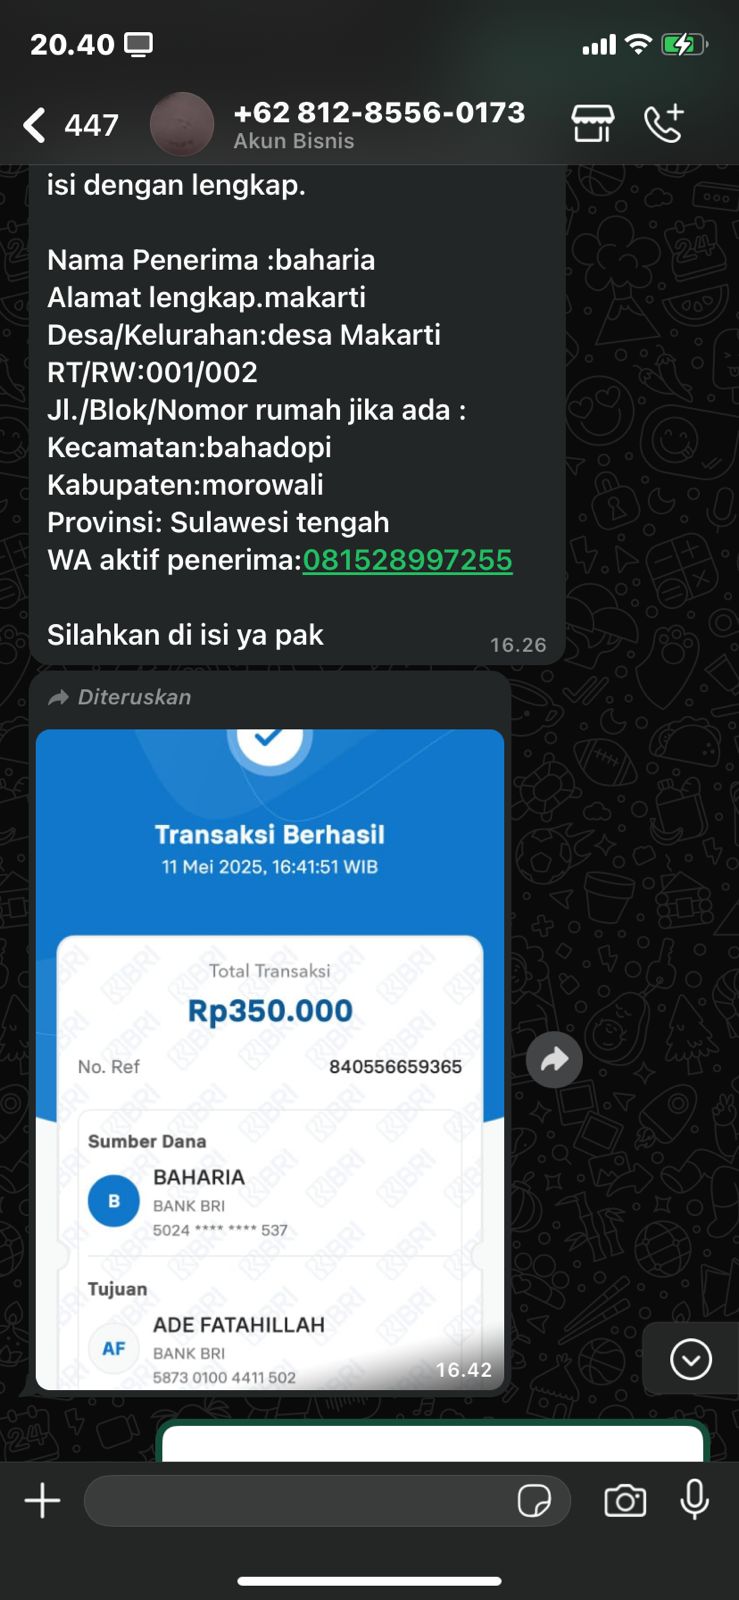 20.40
447
+62 812-8556-0173
Akun Bisnis
isi dengan lengkap.
Nama Penerima :baharia
Alamat lengkap.makarti
Desa/Kelurahan:desa Makarti
RT/RW:001/002
Jl./Blok/Nomor rumah jika ada :
Kecamatan:bahadopi
Kabupaten:morowali
Provinsi: Sulawesi tengah
WA aktif penerima:081528997255
Silahkan di isi ya pak
16.26
Diteruskan
Transaksi Berhasil
11 Mei 2025, 16:41:51 WIB
Total Transaksi
Rp350.000
No. Ref 840556659365
Sumber Dana
B
BAHARIA
BANK BRI
5024 **** **** 537
Tujuan
AF
ADE FATAHILLAH
BANK BRI
5873 0100 4411 502
16.42